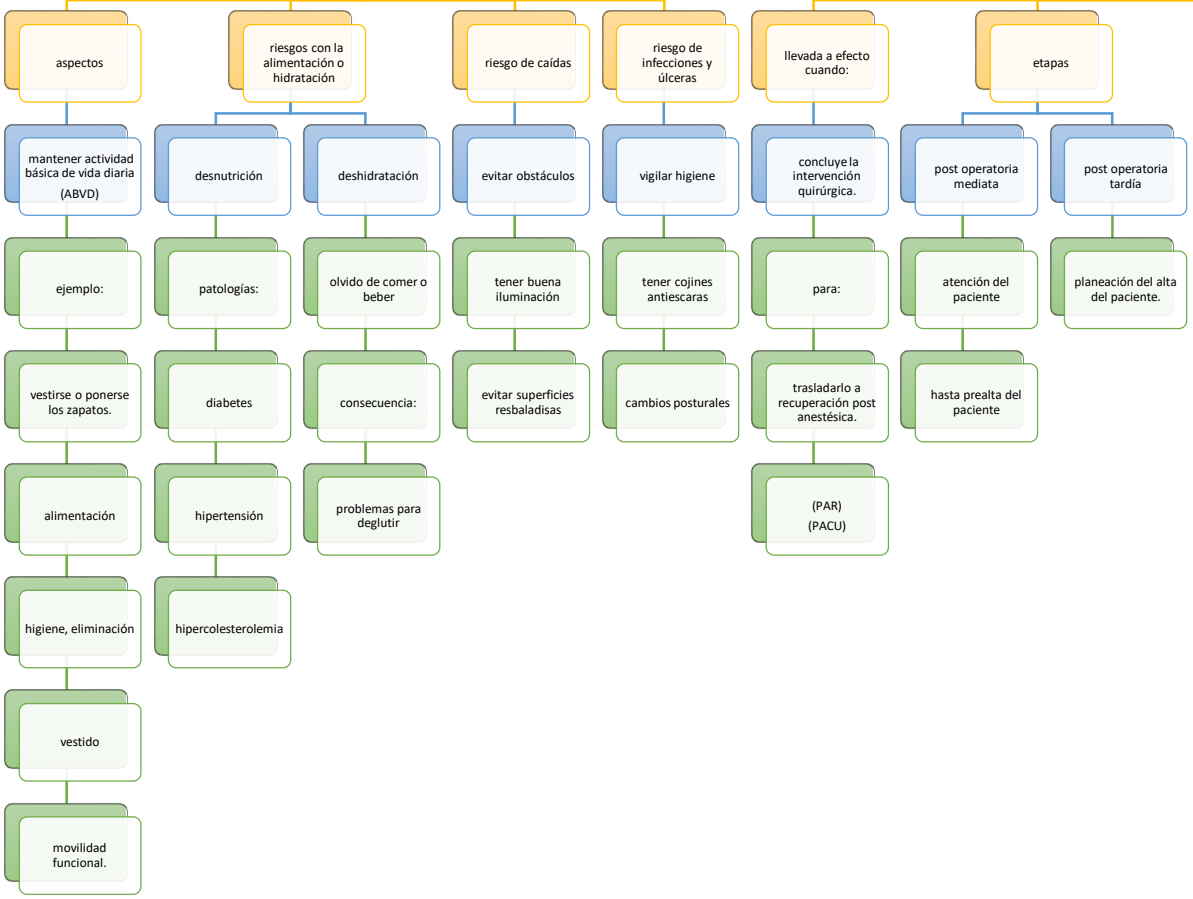 aspectos
riesgos con la
alimentación o
hidratación
riesgo de caídas
riesgo de
infecciones y
úlceras
llevada a efecto
cuando:
etapas
mantener actividad
básica de vida diaria
(ABVD)
desnutrición
deshidratación
evitar obstáculos
vigilar higiene
concluye la
intervención
quirúrgica.
post operatoria
mediata
post operatoria
tardía
ejemplo:
patologías:
olvido de comer o
beber
tener buena
iluminación
tener cojines
antiescaras
para:
atención del
paciente
planeación del alta
del paciente.
vestirse o ponerse
los zapatos.
diabetes
consecuencia:
evitar superficies
resbaladisas
cambios posturales
trasladarlo a
recuperación post
anestésica.
hasta prealta del
paciente
alimentación
hipertensión
problemas para
deglutir
(PAR)
(PACU)
higiene, eliminación
hipercolesterolemia
vestido
movilidad
funcional.